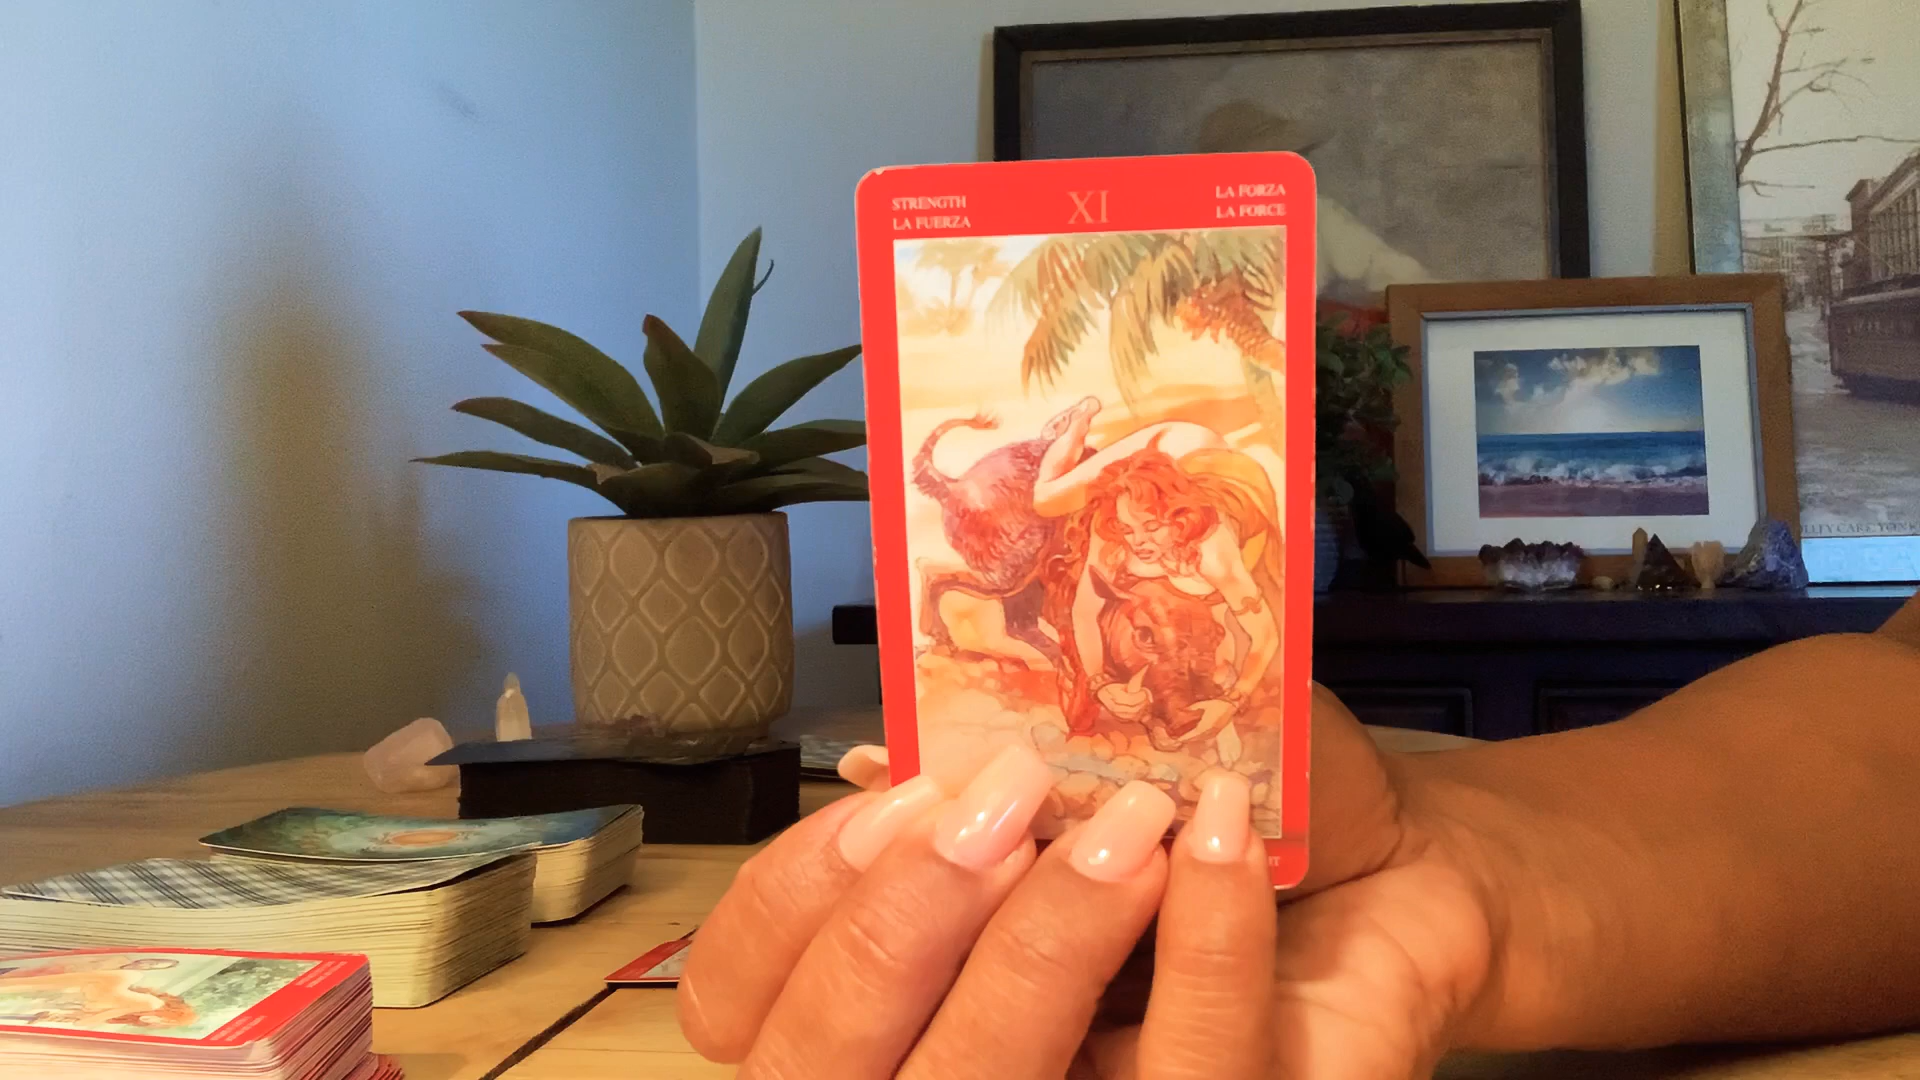 STRENGTH
LA FUERZA
XI
LA FORZA
LA FORCE